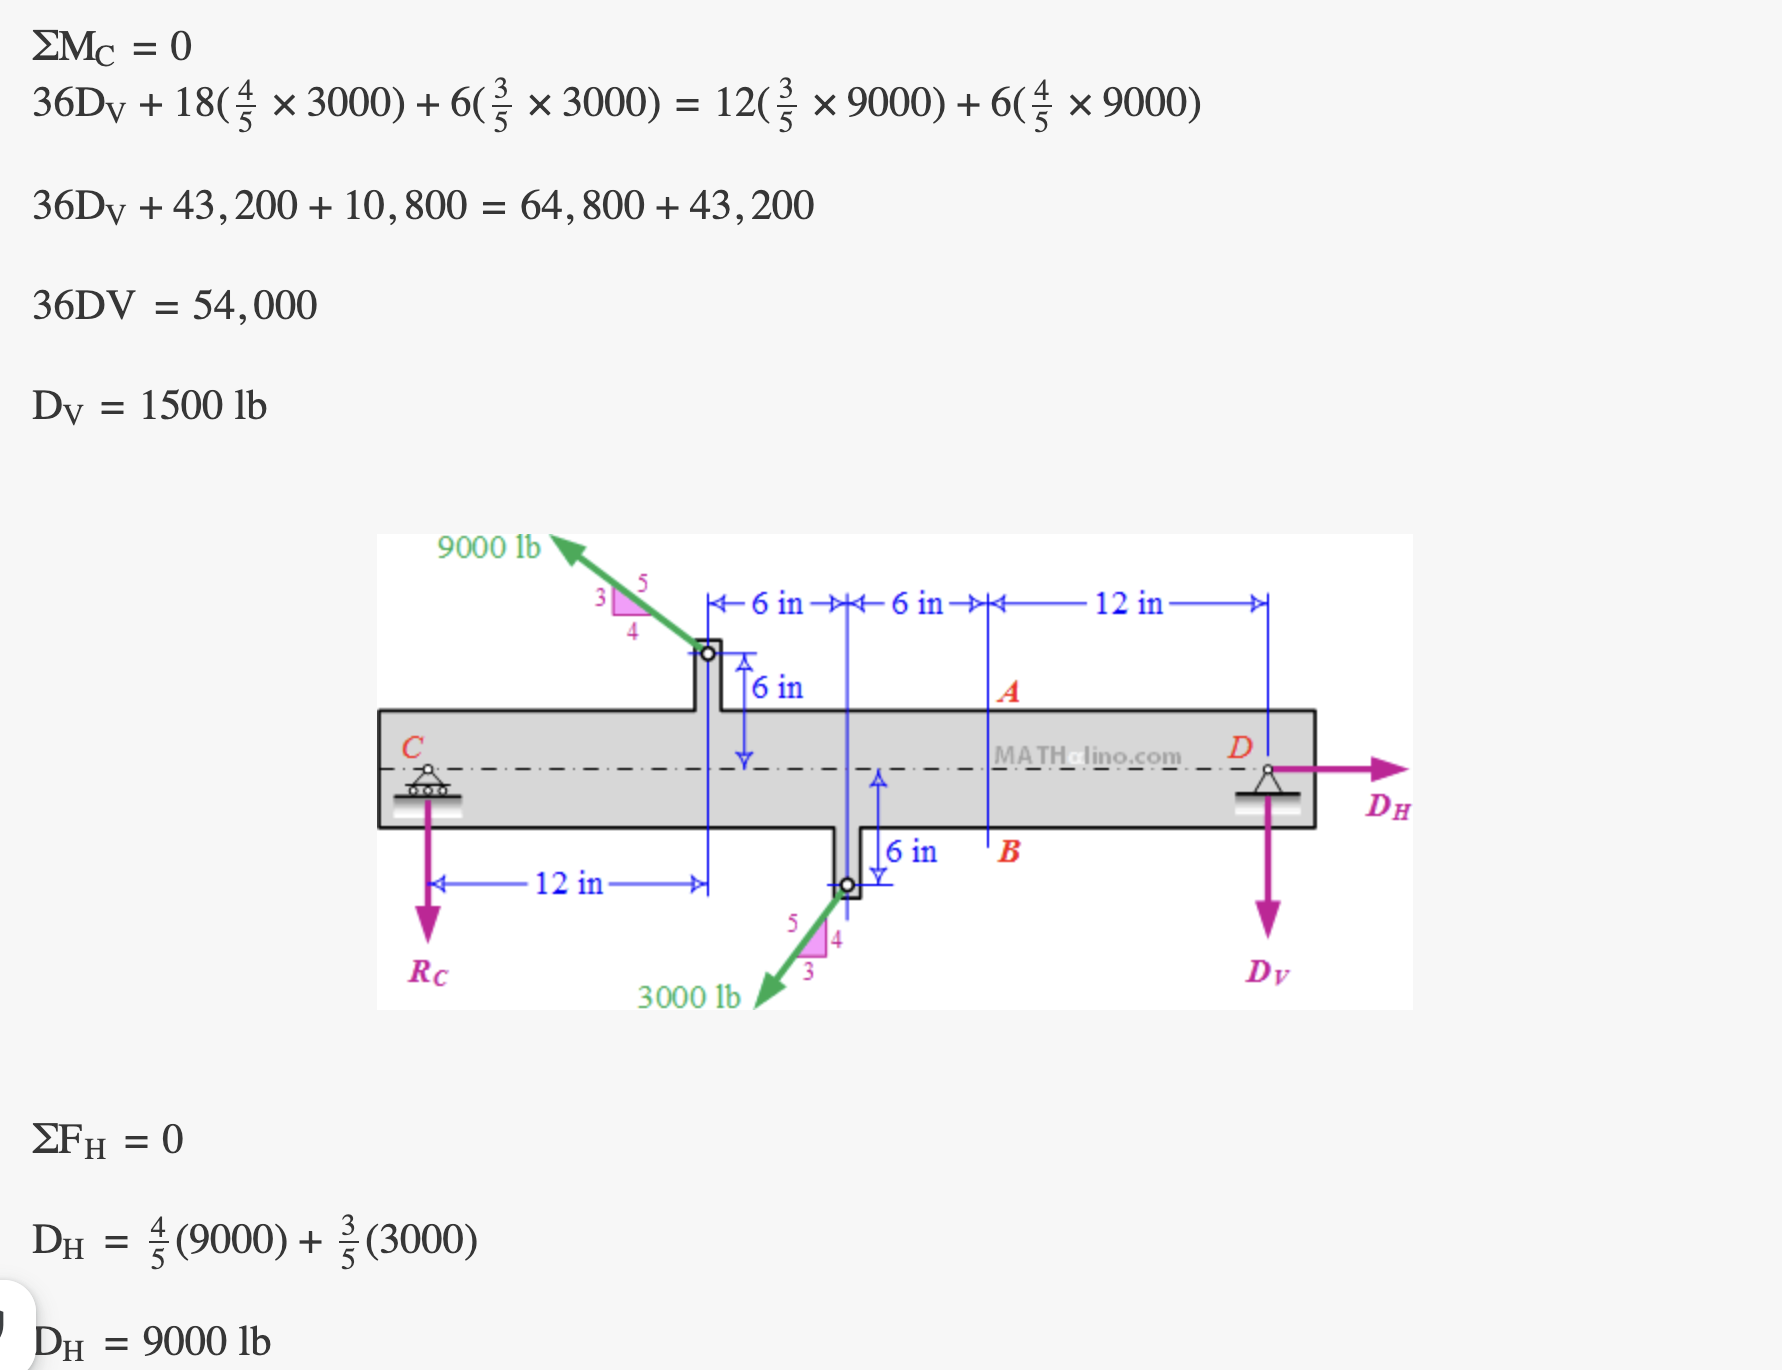 ΣM_C = 0
36D_V + 18(4/5 × 3000) + 6(3/5 × 3000) = 12(3/5 × 9000) + 6(4/5 × 9000)
36D_V + 43,200 + 10,800 = 64,800 + 43,200
36DV = 54,000
D_V = 1500 lb
9000 lb
5
3
4
6 in
6 in
12 in
6 in
A
C
MATHalino.com
D
D_H
6 in
B
12 in
5
4
3
R_C
D_V
3000 lb
ΣF_H = 0
D_H = 4/5(9000) + 3/5(3000)
D_H = 9000 lb